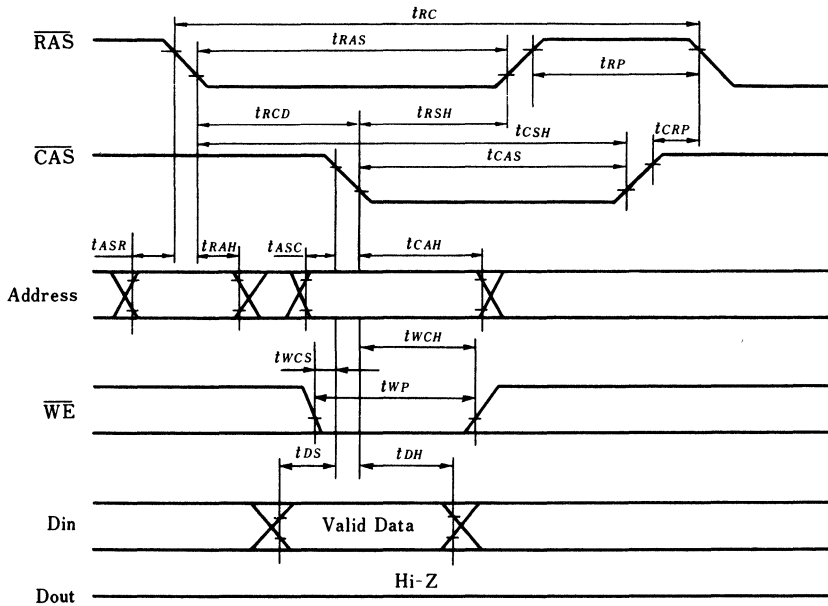 tRC
RAS
tRAS
tRP
tRCD
tRSH
tCSH
tCRP
CAS
tCAS
tASR
tRAH
tASC
tCAH
Address
tWCH
tWCS
tWP
WE
tDS
tDH
Din
Valid Data
Hi-Z
Dout